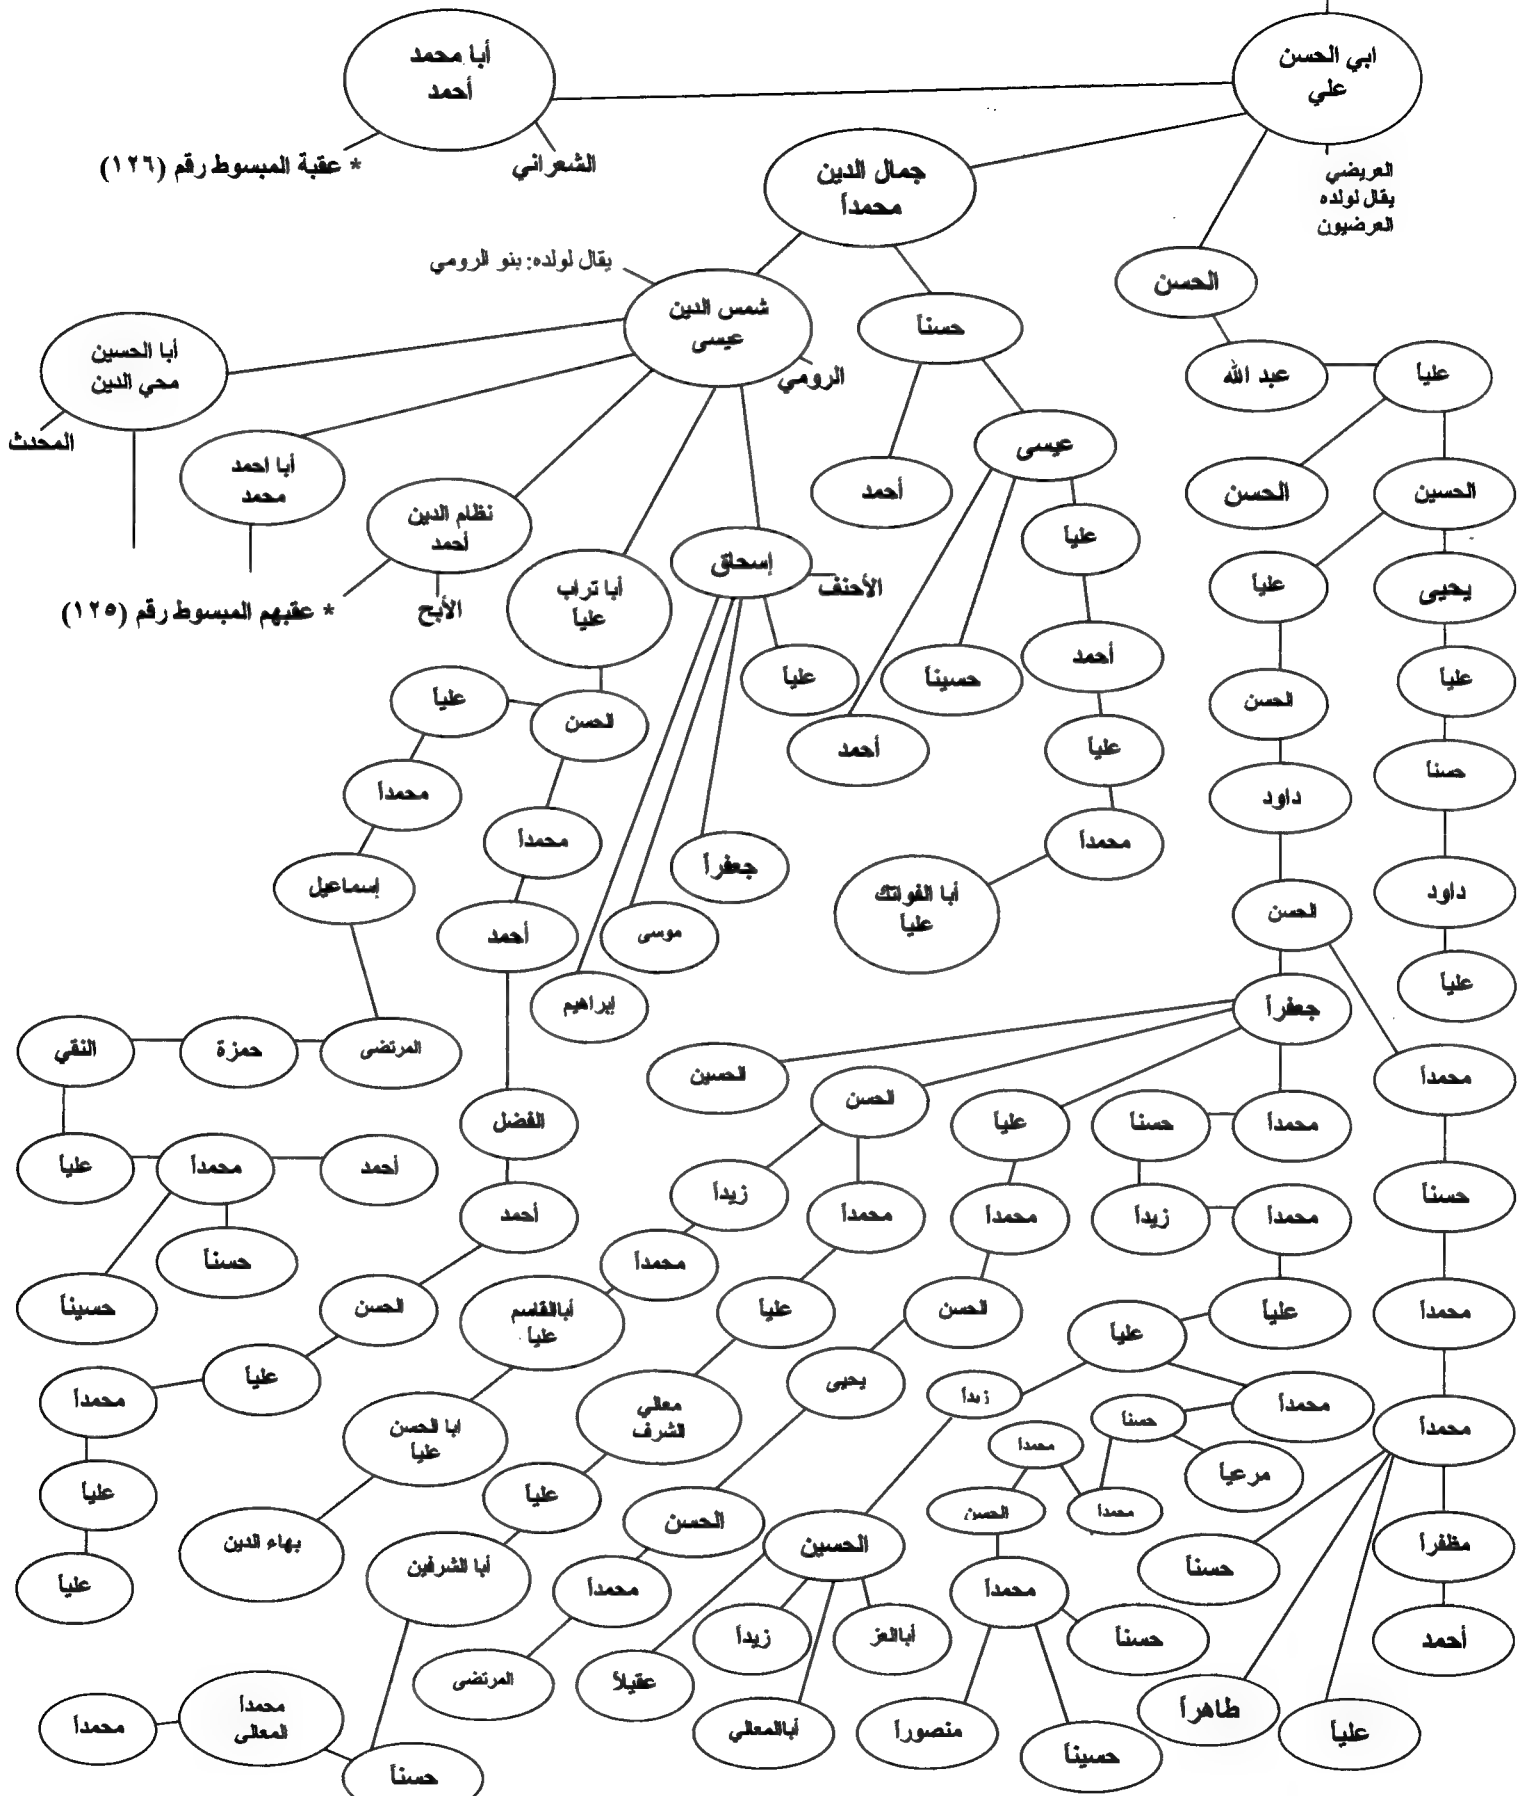 ابي الحسن
علي
أبا محمد
أحمد
الشعراني
* عقبة المبسوط رقم (١٢٦)
العريضي
يقال لولده
العرضيون
جمال الدين
محمداً
يقال لولده: بنو الرومي
الحسن
شمس الدين
عيسى
الرومي
حسناً
أبا الحسين
محي الدين
المحدث
عبد الله
علياً
أبا احمد
محمد
نظام الدين
أحمد
الأبح
* عقبهم المبسوط رقم (١٢٥)
أحمد
عيسى
الحسن
الحسين
أبا تراب
علياً
إسحاق
الأحنف
علياً
علياً
يحيى
علياً
حسيناً
أحمد
علياً
الحسن
أحمد
علياً
الحسن
علياً
حسناً
محمداً
داود
محمداً
جعفراً
محمداً
إسماعيل
أبا الفواتك
علياً
داود
الحسن
أحمد
موسى
إبراهيم
علياً
جعفراً
النقي
حمزة
المرتضى
الحسين
الحسن
علياً
حسناً
محمداً
محمداً
الفضل
علياً
محمداً
أحمد
زيداً
أحمد
محمداً
محمداً
زيداً
محمداً
حسناً
حسناً
محمداً
حسيناً
الحسن
أباالقاسم
علياً
علياً
الحسن
علياً
علياً
محمداً
محمداً
علياً
ابا الحسن
علياً
معالي
الشرف
يحيى
زيداً
حسناً
محمداً
محمداً
محمداً
مرعياً
علياً
علياً
الحسن
الحسن
محمداً
بهاء الدين
أبا الشرفين
الحسين
مظفراً
علياً
محمداً
محمداً
حسناً
المرتضى
عقيلاً
زيداً
أباالعز
حسناً
أحمد
محمداً
محمداً
المعالى
أباالمعالي
منصوراً
حسيناً
طاهراً
علياً
حسناً